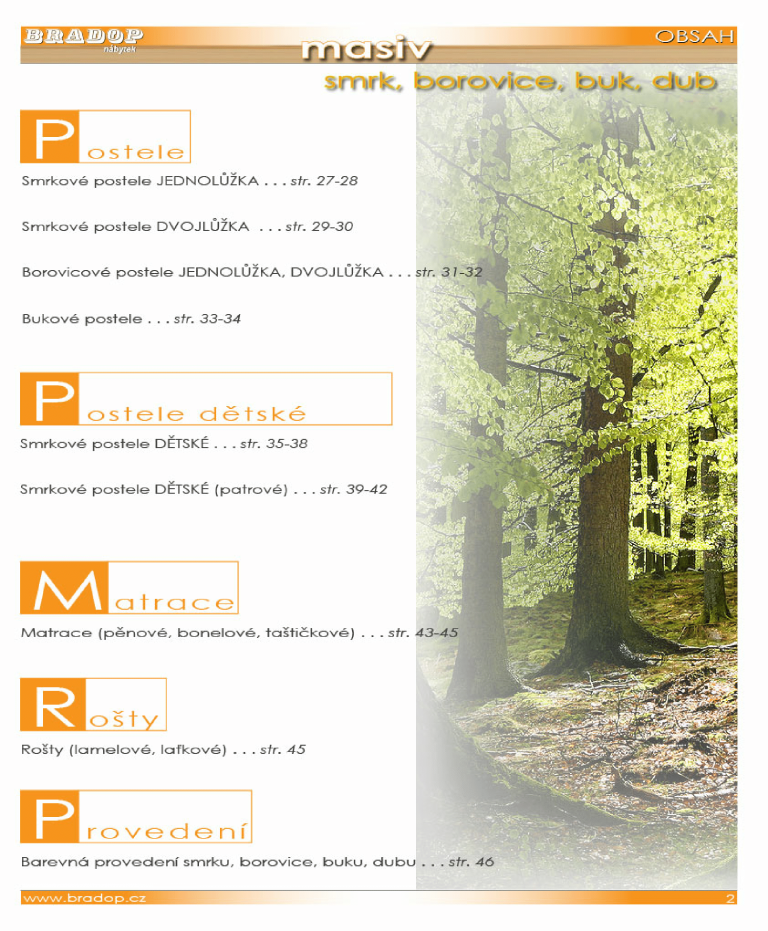 BRADOP
nábytek
masiv
OBSAH
smrk, borovice, buk, dub
Postele
Smrkové postele JEDNOLŮŽKA . . . str. 27-28
Smrkové postele DVOJLŮŽKA . . . str. 29-30
Borovicové postele JEDNOLŮŽKA, DVOJLŮŽKA . . . str. 31-32
Bukové postele . . . str. 33-34
Postele dětské
Smrkové postele DĚTSKÉ . . . str. 35-38
Smrkové postele DĚTSKÉ (patrové) . . . str. 39-42
Matrace
Matrace (pěnové, bonelové, taštičkové) . . . str. 43-45
Rošty
Rošty (lamelové, laťkové) . . . str. 45
Provedení
Barevná provedení smrku, borovice, buku, dubu . . . str. 46
www.bradop.cz
2